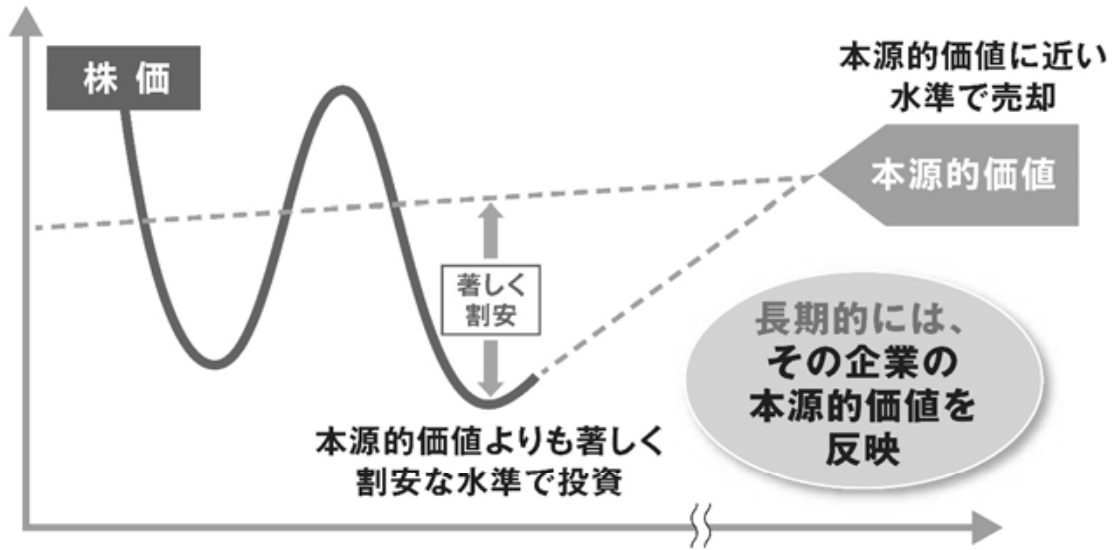 株価
本源的価値に近い
水準で売却
本源的価値
著しく
割安
長期的には、
その企業の
本源的価値を
反映
本源的価値よりも著しく
割安な水準で投資